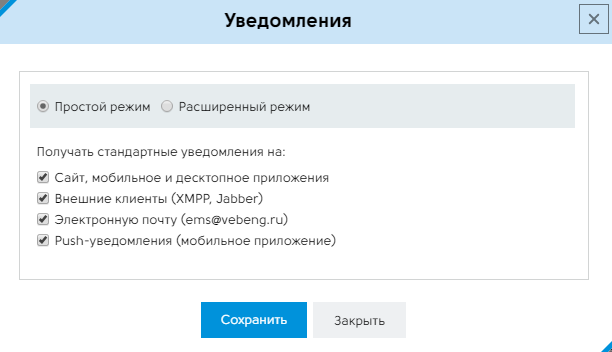 Уведомления
Простой режим Расширенный режим
Получать стандартные уведомления на:
Сайт, мобильное и десктопное приложения
Внешние клиенты (XMPP, Jabber)
Электронную почту (ems@vebeng.ru)
Push-уведомления (мобильное приложение)
Сохранить Закрыть